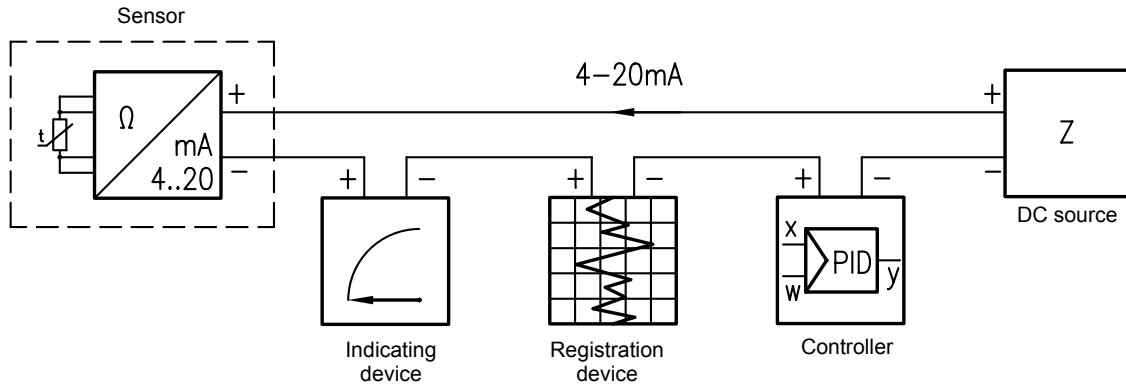 Sensor
4-20mA
t
Ω
mA
4..20
+
−
+
−
Z
DC source
+
−
+
−
+
−
x
w
PID
y
Indicating
device
Registration
device
Controller